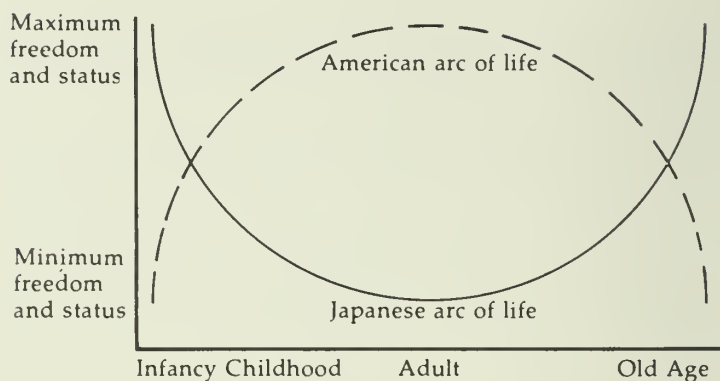 Maximum
freedom
and status
American arc of life
Minimum
freedom
and status
Japanese arc of life
Infancy Childhood Adult Old Age